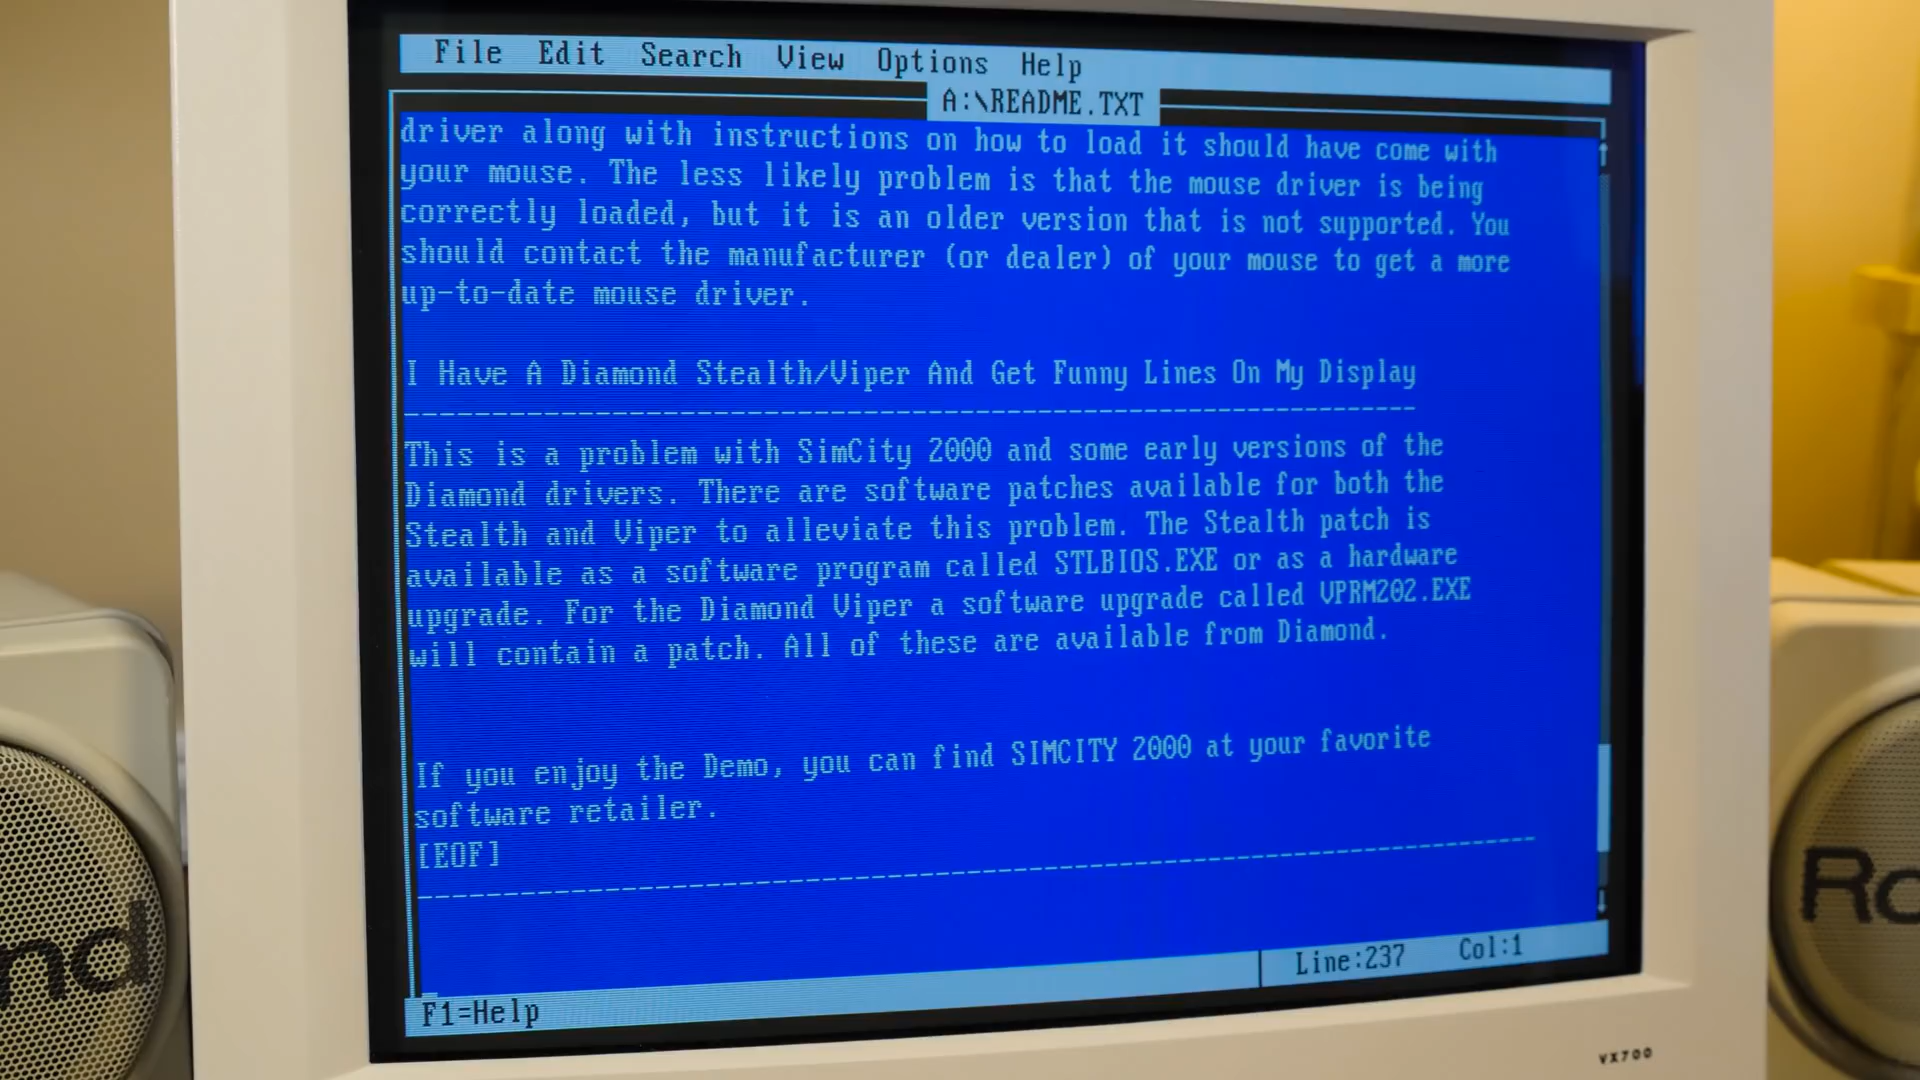 File Edit Search View Options Help
A:\README.TXT
driver along with instructions on how to load it should have come with
your mouse. The less likely problem is that the mouse driver is being
correctly loaded, but it is an older version that is not supported. You
should contact the manufacturer (or dealer) of your mouse to get a more
up-to-date mouse driver.
I Have A Diamond Stealth/Viper And Get Funny Lines On My Display
----------------------------------------------------------------
This is a problem with SimCity 2000 and some early versions of the
Diamond drivers. There are software patches available for both the
Stealth and Viper to alleviate this problem. The Stealth patch is
available as a software program called STLBIOS.EXE or as a hardware
upgrade. For the Diamond Viper a software upgrade called VPRM202.EXE
will contain a patch. All of these are available from Diamond.
If you enjoy the Demo, you can find SIMCITY 2000 at your favorite
software retailer.
[EOF]
----------------------------------------------------------------------
F1=Help Line:237 Col:1
VX700
nd
Ro